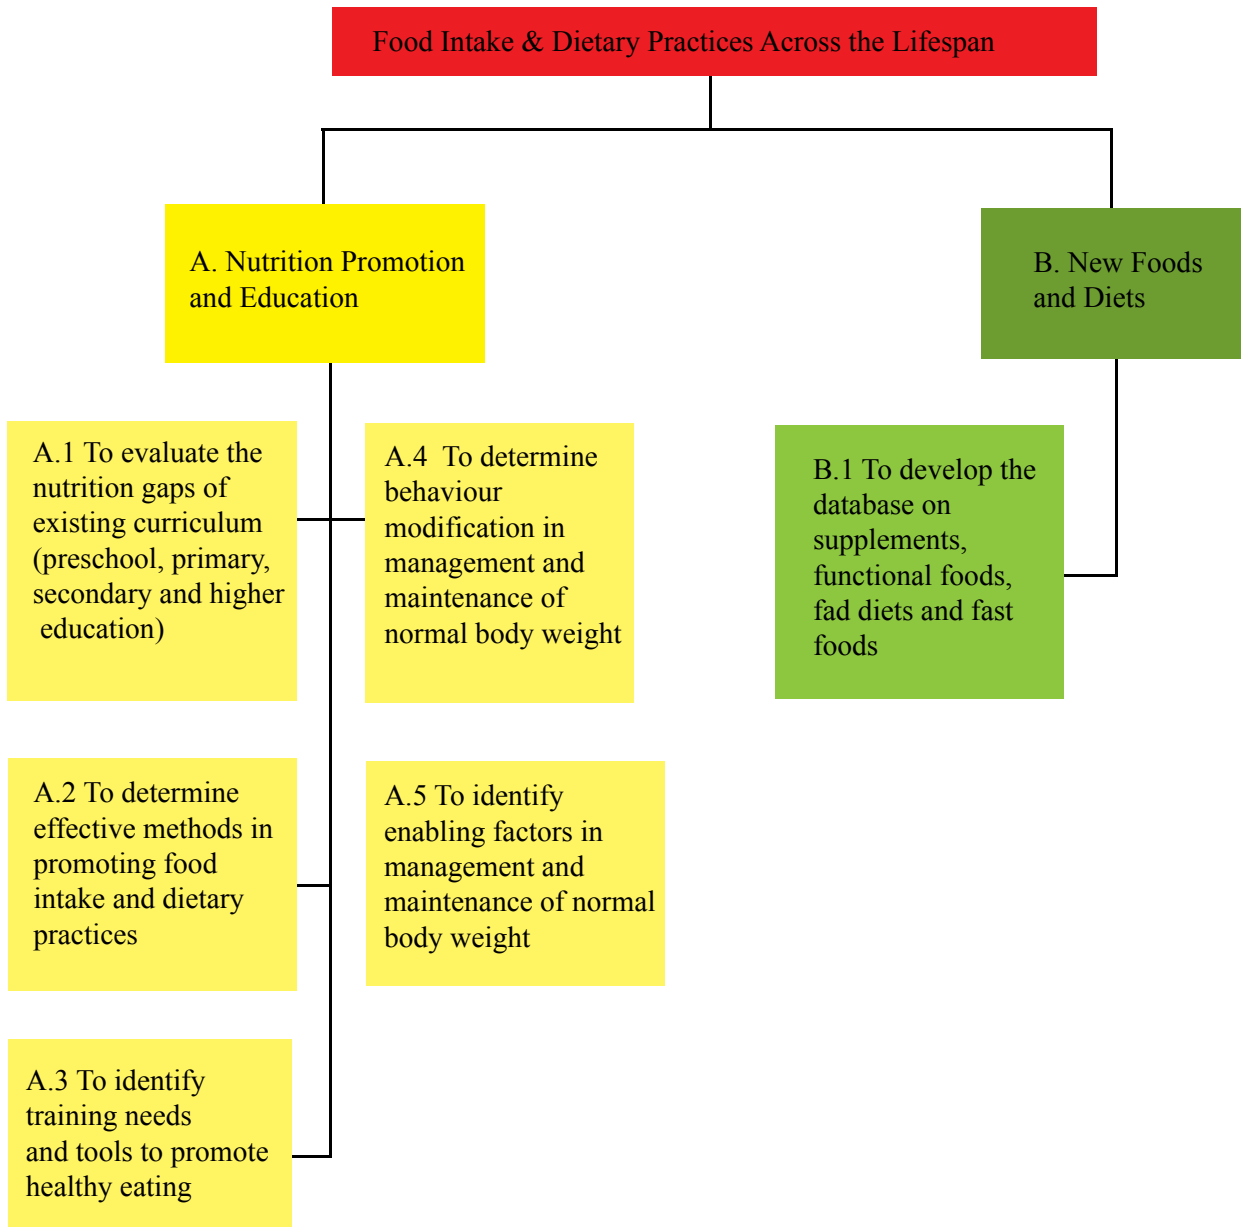 Food Intake & Dietary Practices Across the Lifespan
A. Nutrition Promotion
and Education
B. New Foods
and Diets
A.1 To evaluate the
nutrition gaps of
existing curriculum
(preschool, primary,
secondary and higher
education)
A.4 To determine
behaviour
modification in
management and
maintenance of
normal body weight
B.1 To develop the
database on
supplements,
functional foods,
fad diets and fast
foods
A.2 To determine
effective methods in
promoting food
intake and dietary
practices
A.5 To identify
enabling factors in
management and
maintenance of normal
body weight
A.3 To identify
training needs
and tools to promote
healthy eating